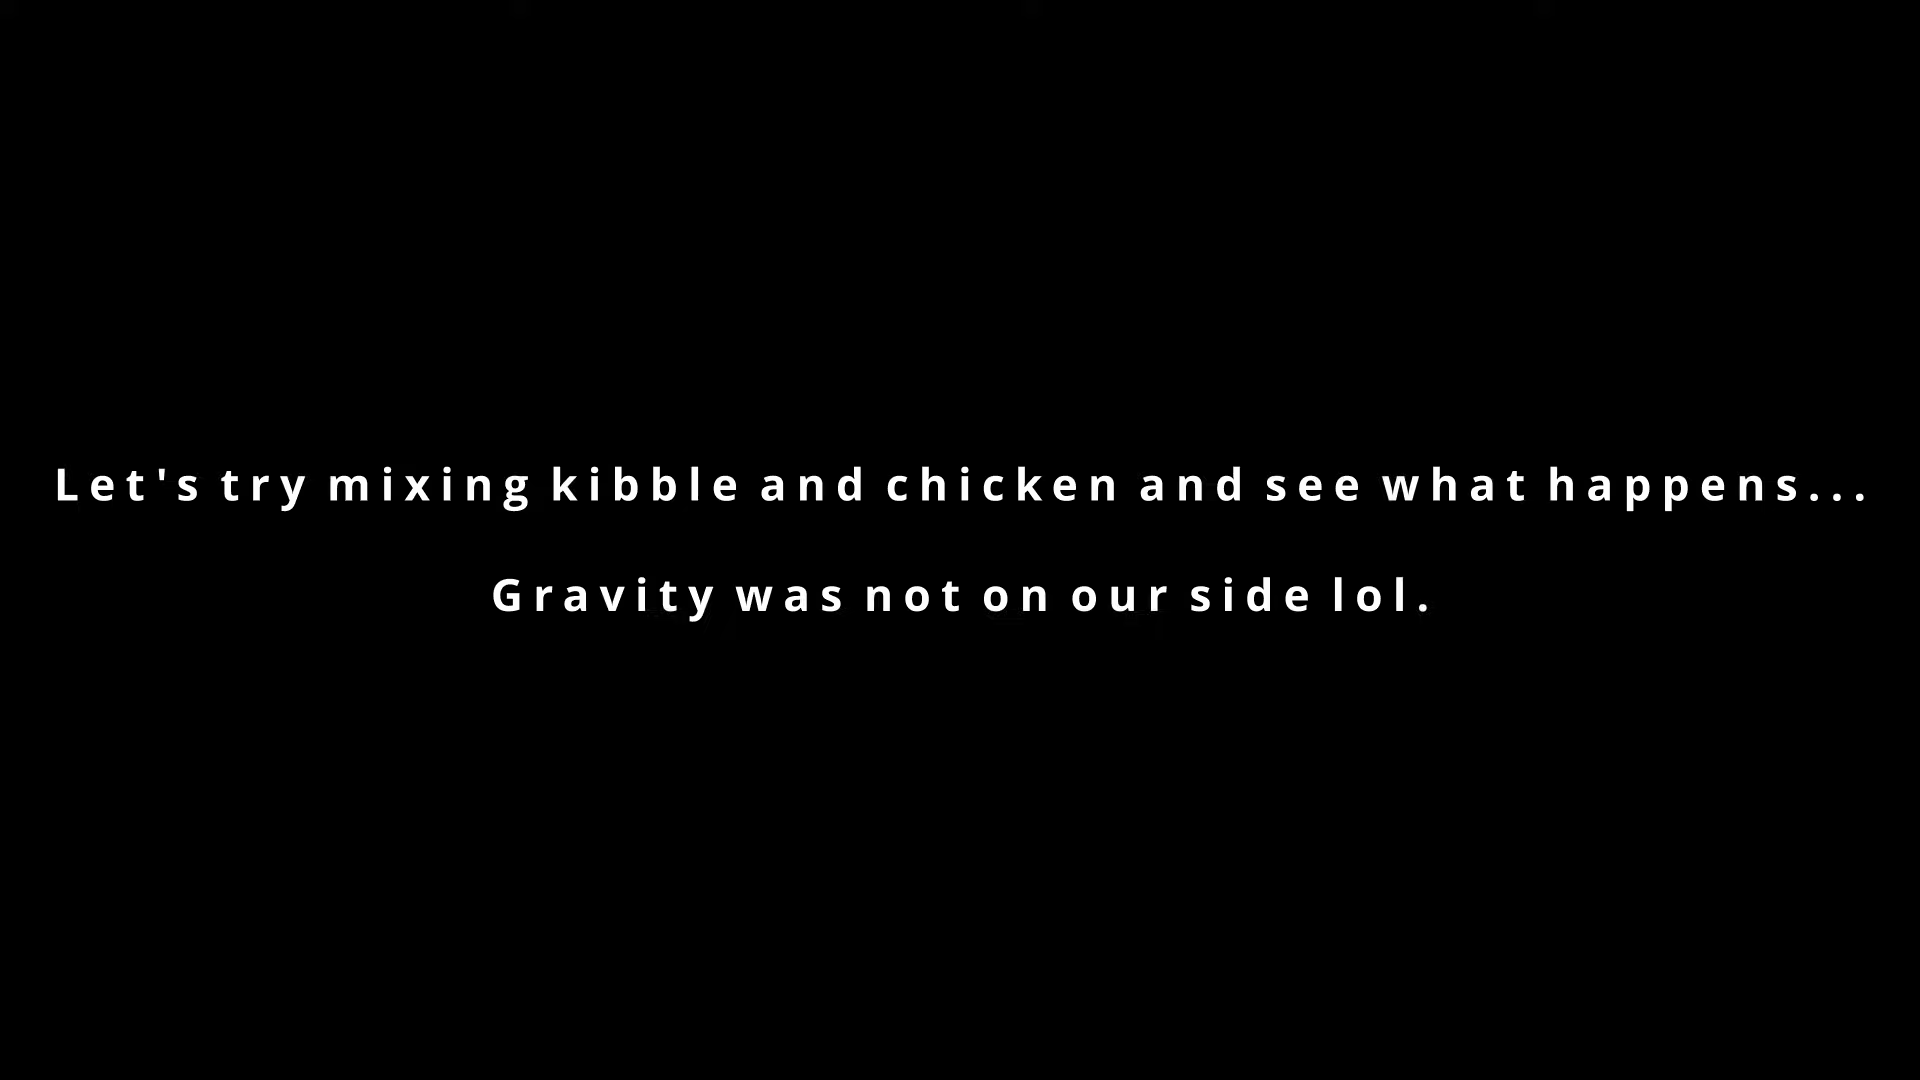 Let's try mixing kibble and chicken and see what happens...
Gravity was not on our side lol.